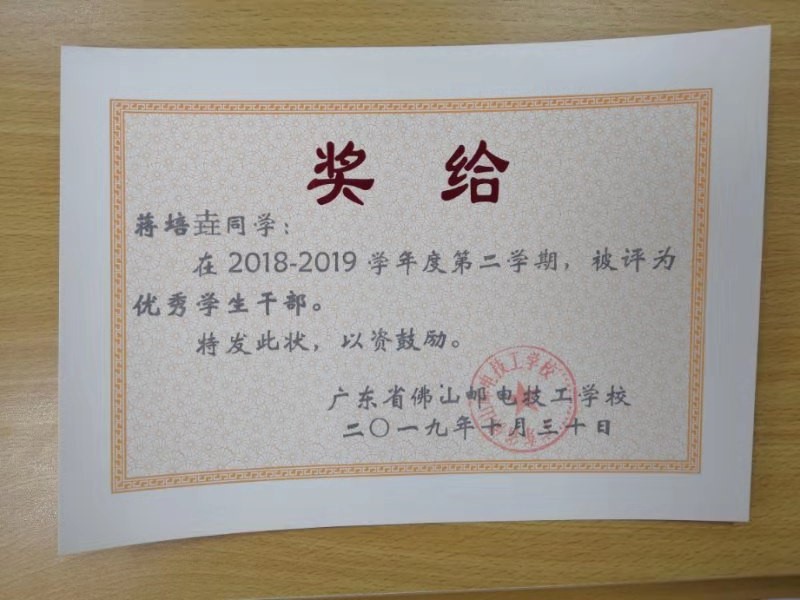 奖给
蒋培垚同学：
在2018-2019学年度第二学期，被评为
优秀学生干部。
特发此状，以资鼓励。
广东省佛山邮电技工学校
二〇一九年十月三十日